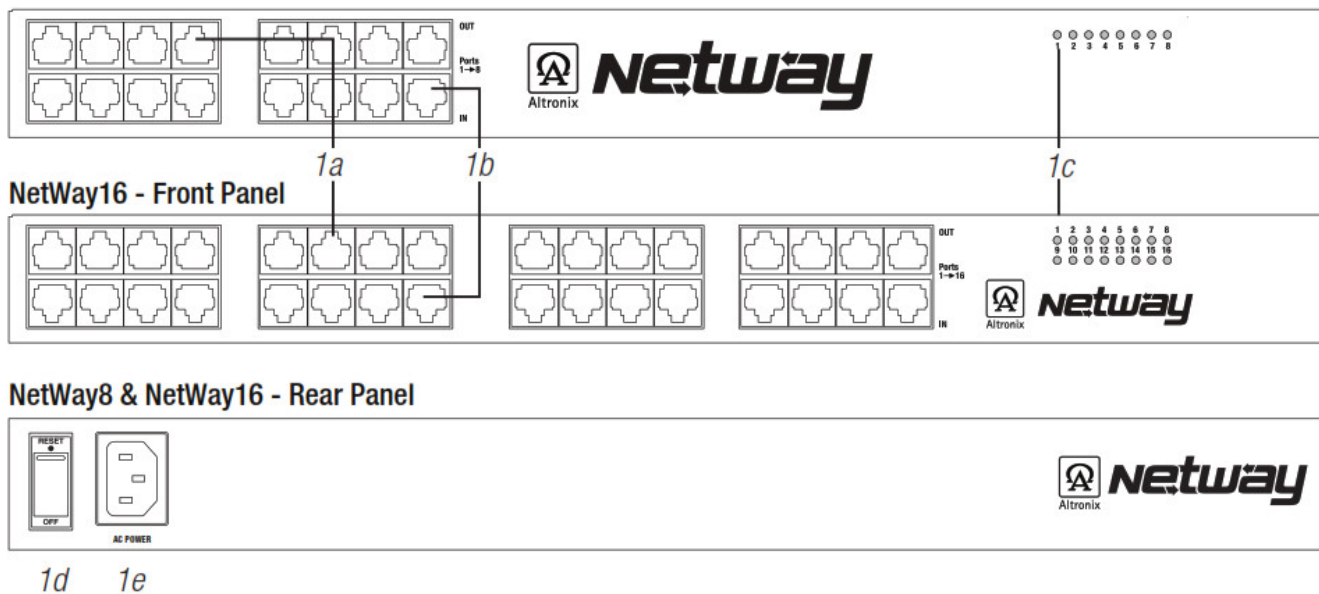 OUT
Ports
1→8
IN
Altronix
Netway
1 2 3 4 5 6 7 8
1a
1b
1c
NetWay16 - Front Panel
OUT
Ports
1→16
IN
Altronix
Netway
1 2 3 4 5 6 7 8
9 10 11 12 13 14 15 16
NetWay8 & NetWay16 - Rear Panel
RESET
OFF
AC POWER
Altronix
Netway
1d
1e